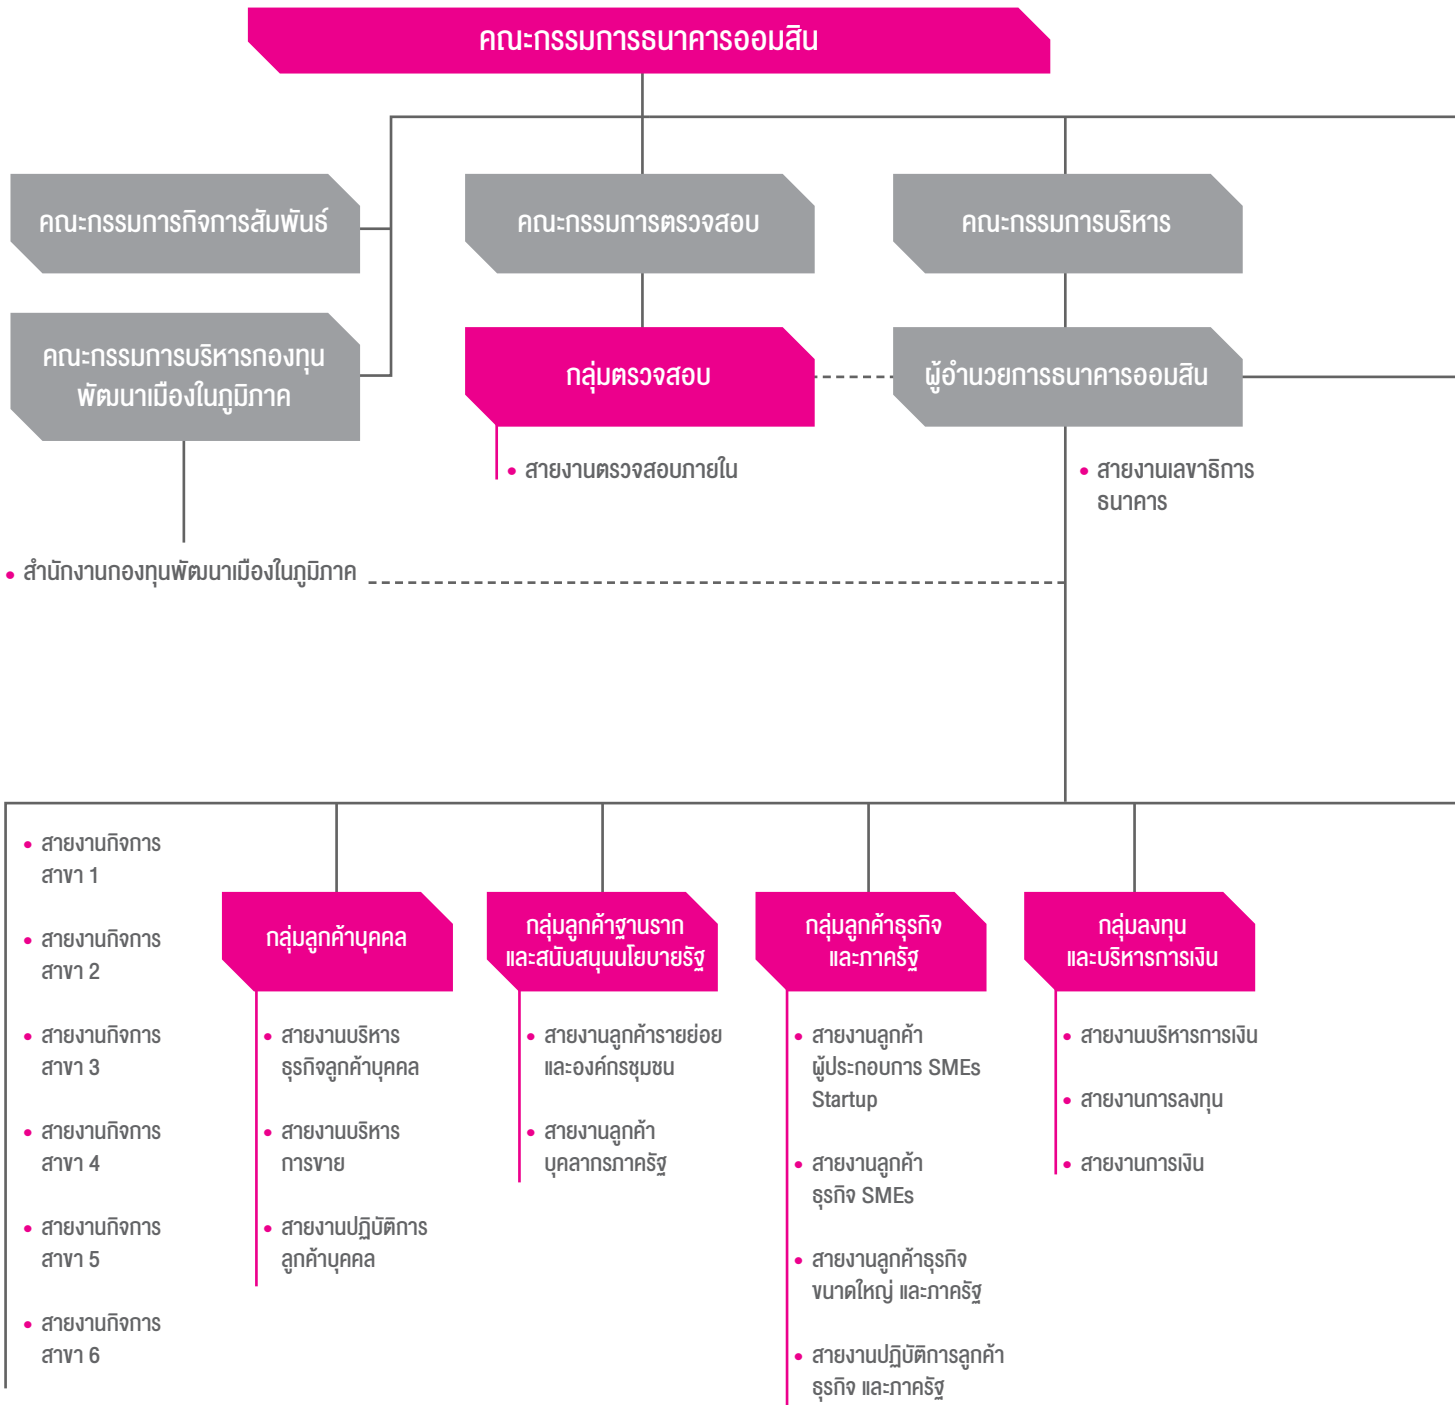 คณะกรรมการธนาคารออมสิน
คณะกรรมการกิจการสัมพันธ์
คณะกรรมการตรวจสอบ
คณะกรรมการบริหาร
คณะกรรมการบริหารกองทุน
พัฒนาเมืองในภูมิภาค
กลุ่มตรวจสอบ
ผู้อำนวยการธนาคารออมสิน
• สายงานตรวจสอบภายใน
• สายงานเลขาธิการ
ธนาคาร
• สำนักงานกองทุนพัฒนาเมืองในภูมิภาค
• สายงานกิจการ
สาขา 1
• สายงานกิจการ
สาขา 2
• สายงานกิจการ
สาขา 3
• สายงานกิจการ
สาขา 4
• สายงานกิจการ
สาขา 5
• สายงานกิจการ
สาขา 6
กลุ่มลูกค้าบุคคล
• สายงานบริหาร
ธุรกิจลูกค้าบุคคล
• สายงานบริหาร
การขาย
• สายงานปฏิบัติการ
ลูกค้าบุคคล
กลุ่มลูกค้าฐานราก
และสนับสนุนนโยบายรัฐ
• สายงานลูกค้ารายย่อย
และองค์กรชุมชน
• สายงานลูกค้า
บุคลากรภาครัฐ
กลุ่มลูกค้าธุรกิจ
และภาครัฐ
• สายงานลูกค้า
ผู้ประกอบการ SMEs
Startup
• สายงานลูกค้า
ธุรกิจ SMEs
• สายงานลูกค้าธุรกิจ
ขนาดใหญ่ และภาครัฐ
• สายงานปฏิบัติการลูกค้า
ธุรกิจ และภาครัฐ
กลุ่มลงทุน
และบริหารการเงิน
• สายงานบริหารการเงิน
• สายงานการลงทุน
• สายงานการเงิน